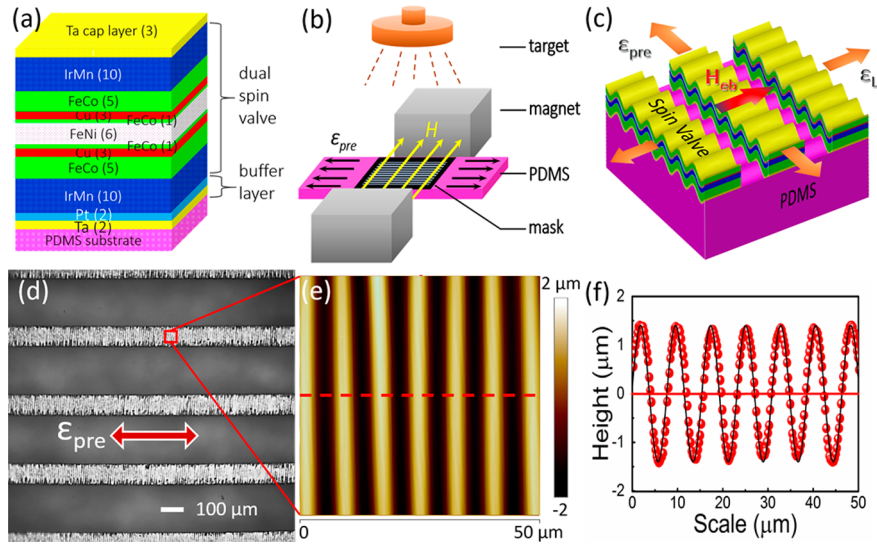 (a)
Ta cap layer (3)
IrMn (10)
FeCo (5)
Cu (3)
FeCo (1)
FeNi (6)
FeCo (1)
Cu (3)
FeCo (5)
IrMn (10)
Pt (2)
Ta (2)
PDMS substrate
dual
spin
valve
buffer
layer
(b)
target
magnet
H
εpre
PDMS
mask
(c)
εpre
Heb
εL
Spin Valve
PDMS
(d)
εpre
100 μm
(e)
2 μm
-2
0
50 μm
(f)
Height (μm)
2
1
0
-1
-2
0 10 20 30 40 50
Scale (μm)